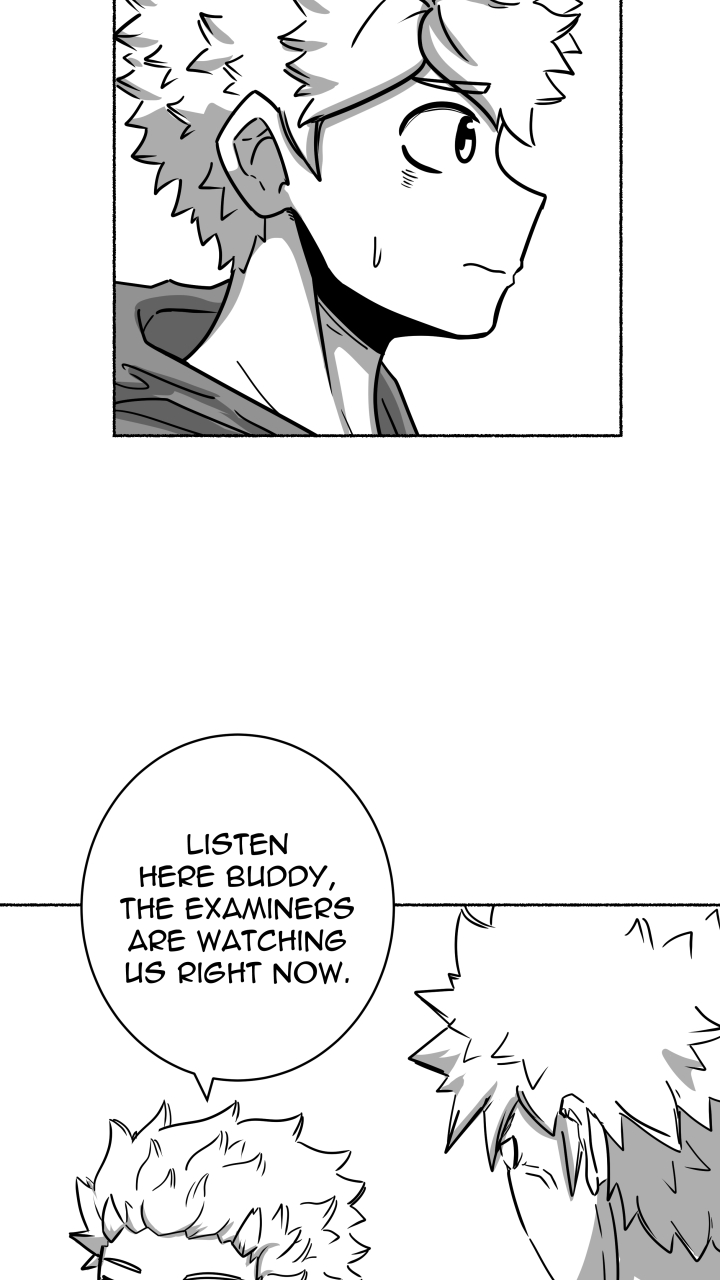 LISTEN
HERE BUDDY,
THE EXAMINERS
ARE WATCHING
US RIGHT NOW.